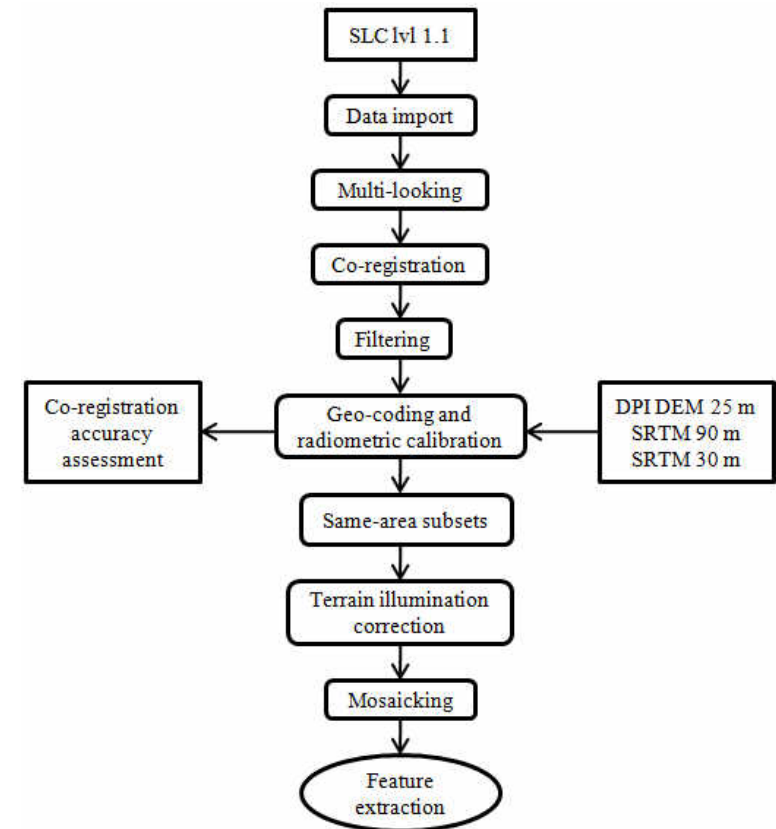 SLC lvl 1.1
Data import
Multi-looking
Co-registration
Filtering
Co-registration
accuracy
assessment
Geo-coding and
radiometric calibration
DPI DEM 25 m
SRTM 90 m
SRTM 30 m
Same-area subsets
Terrain illumination
correction
Mosaicking
Feature
extraction